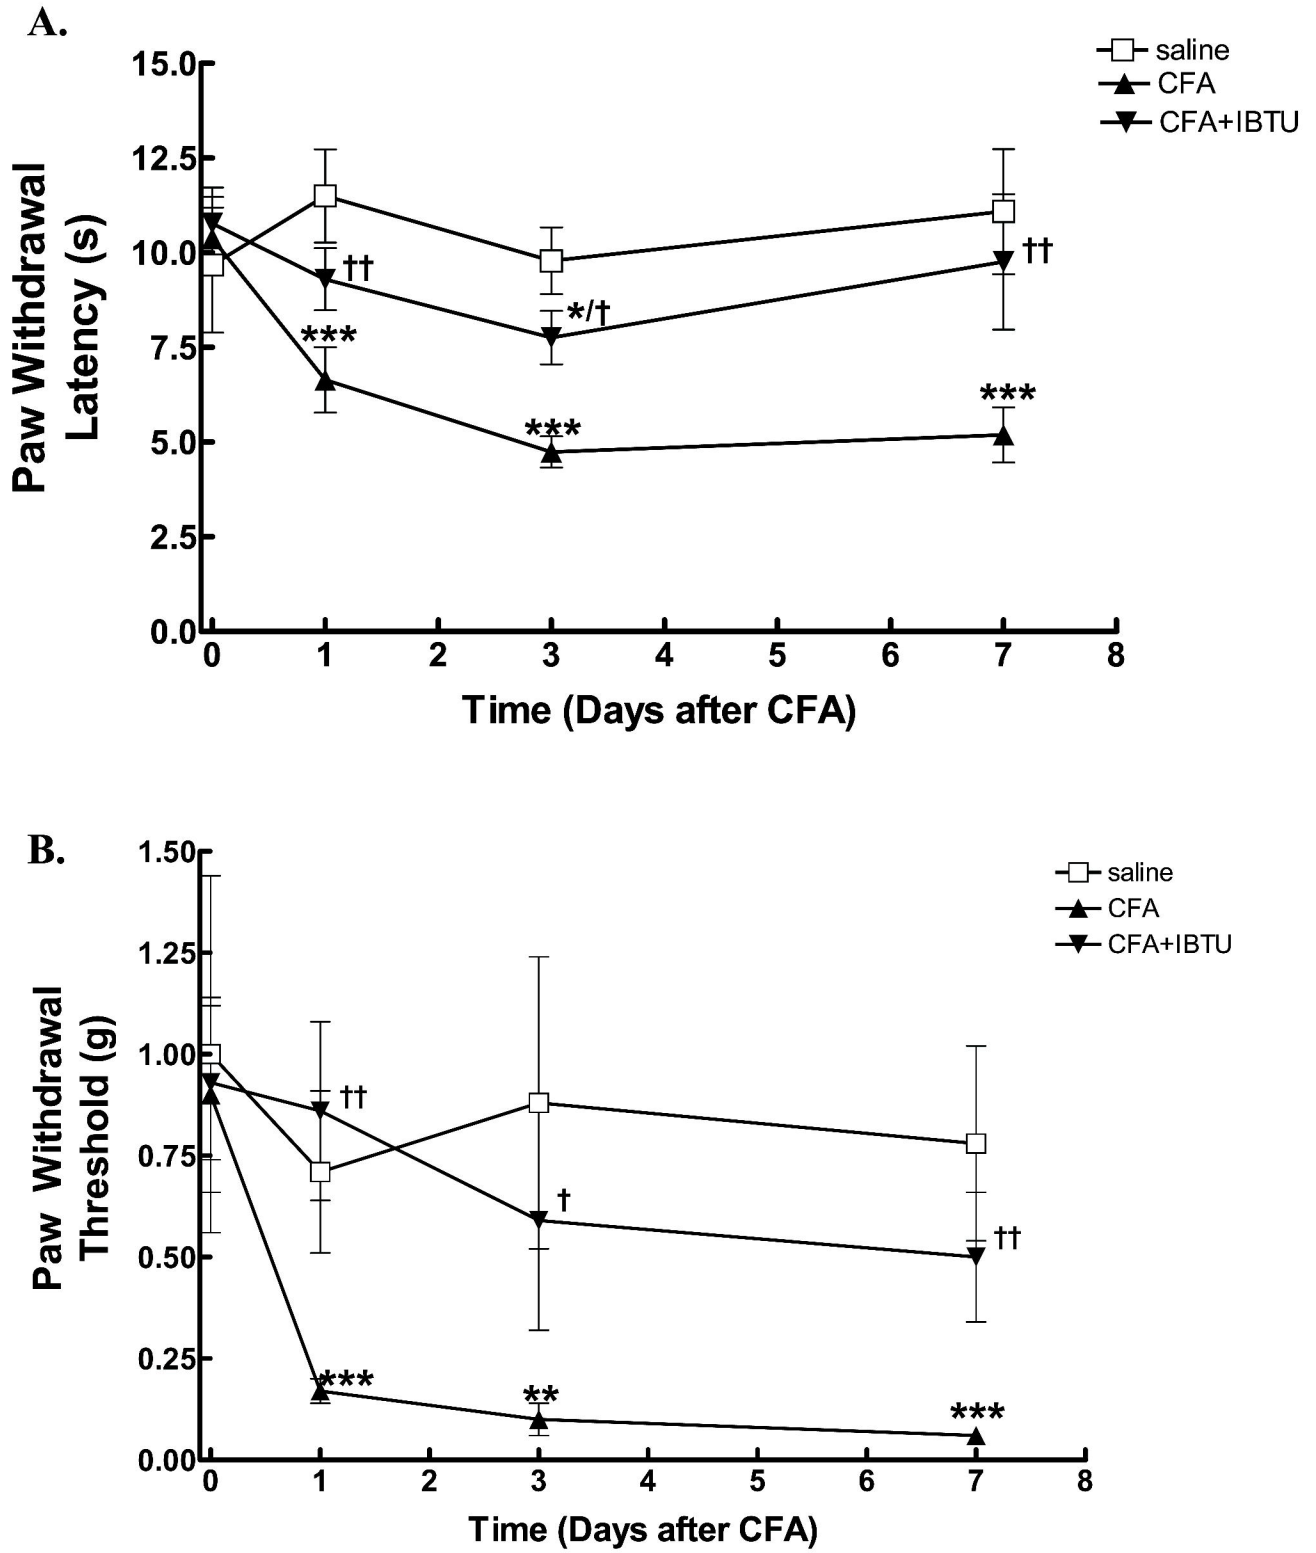 A.
saline
CFA
CFA+IBTU
15.0
12.5
10.0
7.5
5.0
2.5
0.0
Paw Withdrawal
Latency (s)
††
*/†
††
***
***
***
0 1 2 3 4 5 6 7 8
Time (Days after CFA)
B.
saline
CFA
CFA+IBTU
1.50
1.25
1.00
0.75
0.50
0.25
0.00
Paw Withdrawal
Threshold (g)
††
†
††
***
**
***
0 1 2 3 4 5 6 7 8
Time (Days after CFA)